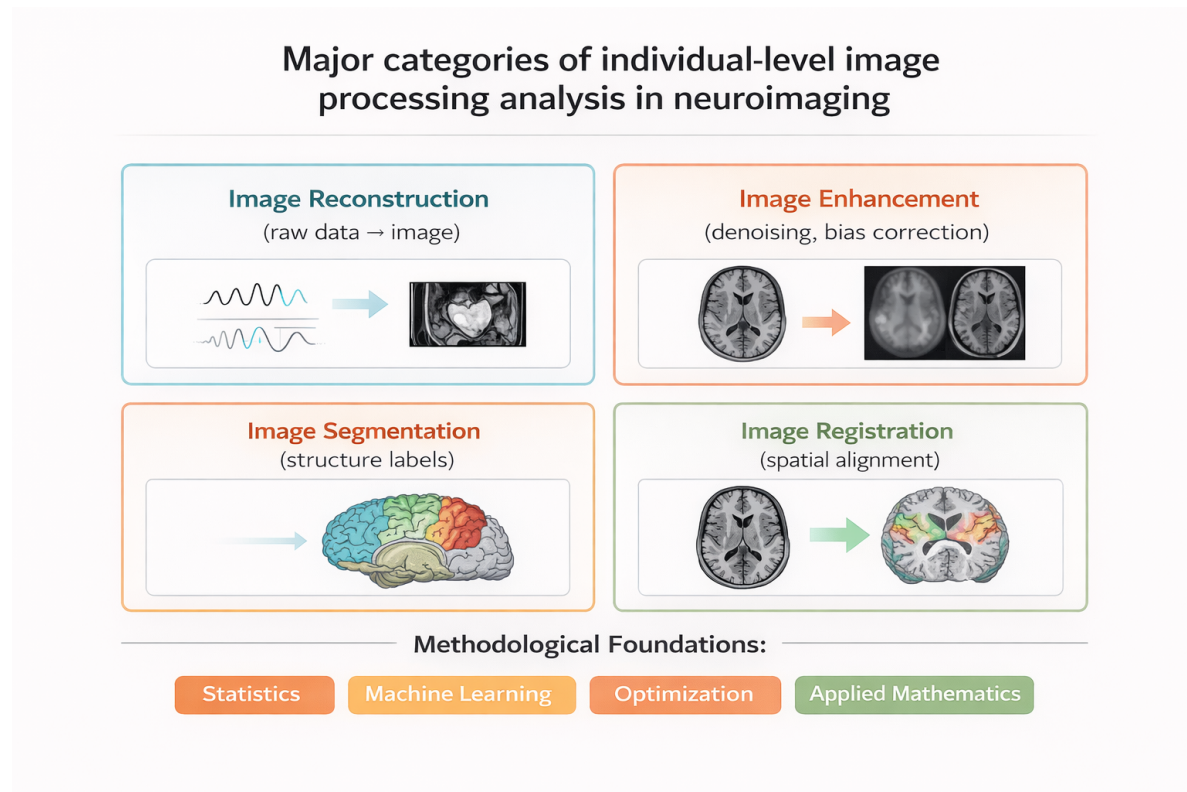 Major categories of individual-level image
processing analysis in neuroimaging
Image Reconstruction
(raw data → image)
Image Enhancement
(denoising, bias correction)
Image Segmentation
(structure labels)
Image Registration
(spatial alignment)
Methodological Foundations:
Statistics
Machine Learning
Optimization
Applied Mathematics